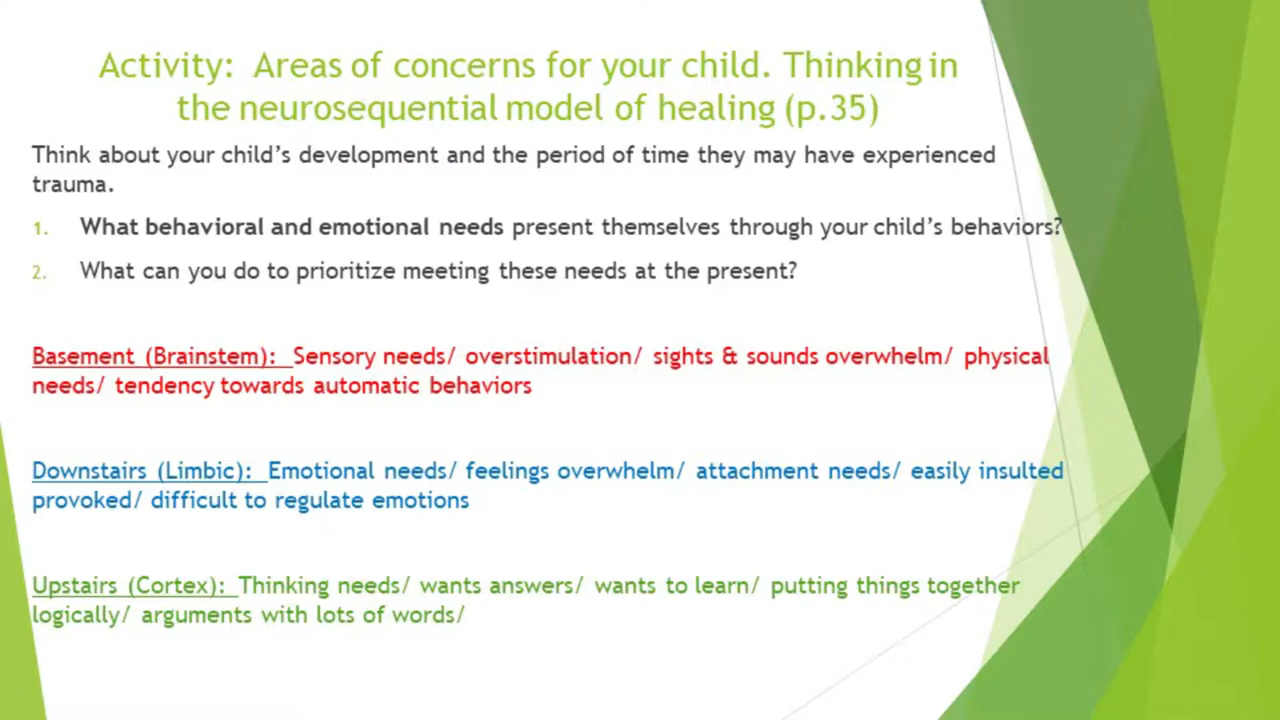 Activity:  Areas of concerns for your child. Thinking in
the neurosequential model of healing (p.35)
Think about your child's development and the period of time they may have experienced
trauma.
1. What behavioral and emotional needs present themselves through your child's behaviors?
2. What can you do to prioritize meeting these needs at the present?
Basement (Brainstem):  Sensory needs/ overstimulation/ sights & sounds overwhelm/ physical
needs/ tendency towards automatic behaviors
Downstairs (Limbic):  Emotional needs/ feelings overwhelm/ attachment needs/ easily insulted
provoked/ difficult to regulate emotions
Upstairs (Cortex):  Thinking needs/ wants answers/ wants to learn/ putting things together
logically/ arguments with lots of words/